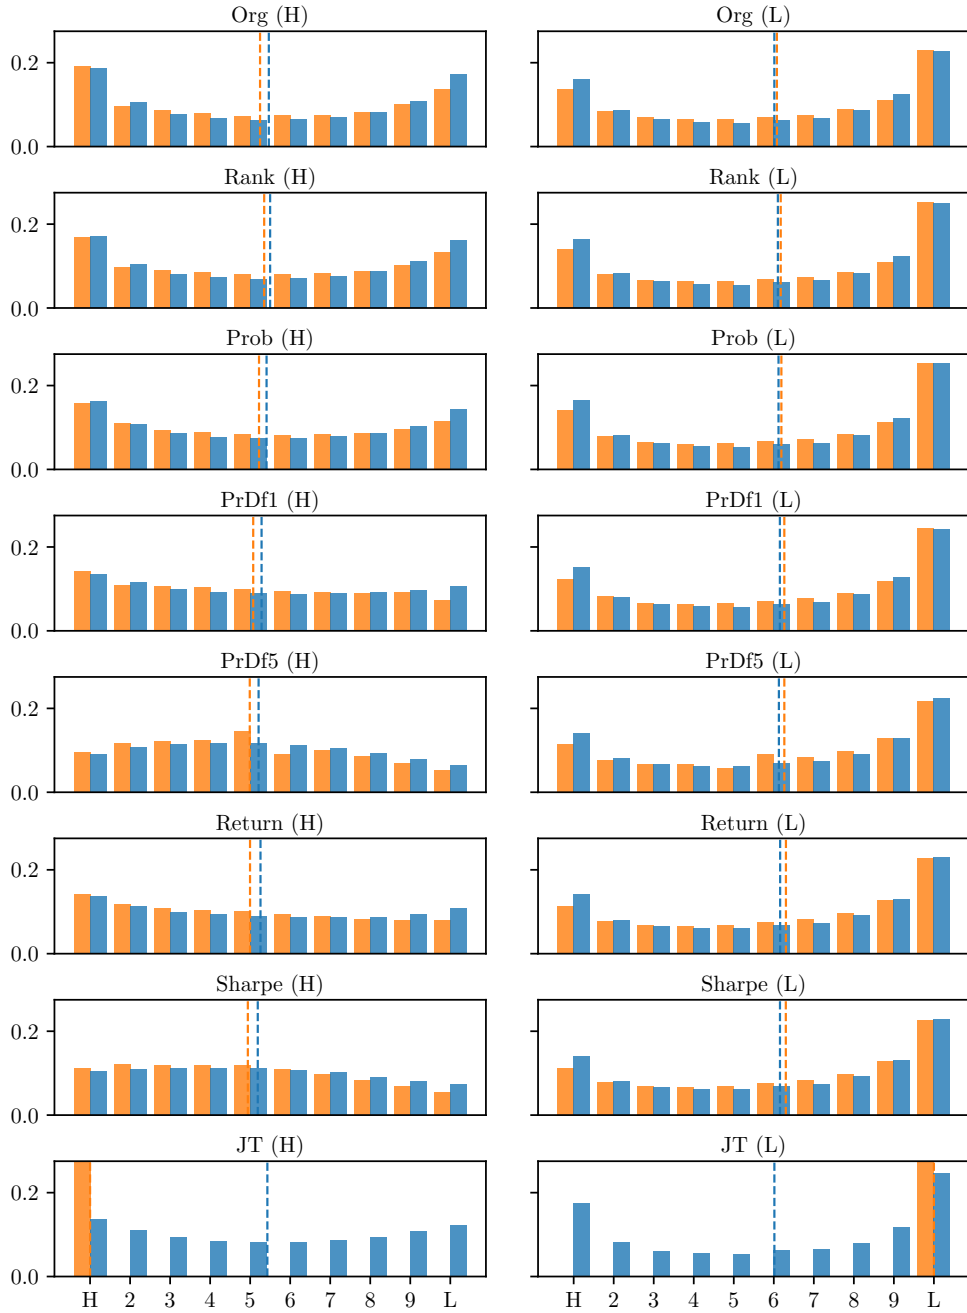 Org (H)
Org (L)
0.2
0.0
Rank (H)
Rank (L)
0.2
0.0
Prob (H)
Prob (L)
0.2
0.0
PrDf1 (H)
PrDf1 (L)
0.2
0.0
PrDf5 (H)
PrDf5 (L)
0.2
0.0
Return (H)
Return (L)
0.2
0.0
Sharpe (H)
Sharpe (L)
0.2
0.0
JT (H)
JT (L)
0.2
0.0
H 2 3 4 5 6 7 8 9 L
H 2 3 4 5 6 7 8 9 L